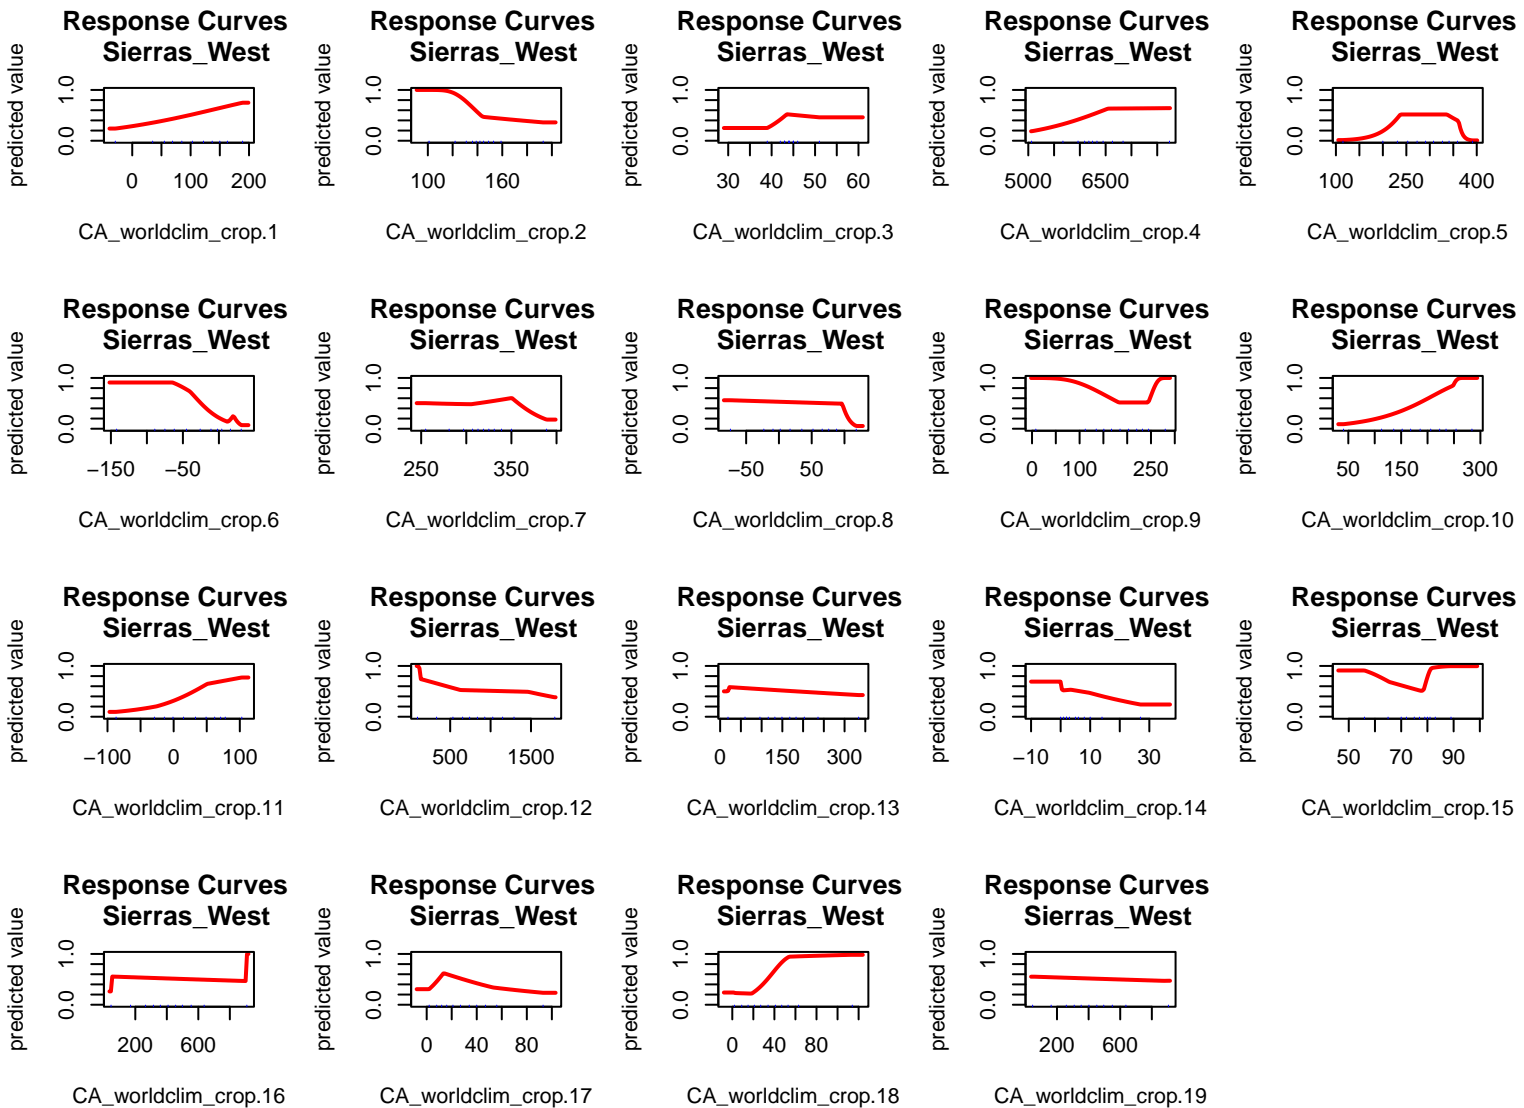 Response Curves
Sierras_West
predicted value
0.0 1.0
0 100 200
CA_worldclim_crop.1
Response Curves
Sierras_West
predicted value
0.0 1.0
100 160
CA_worldclim_crop.2
Response Curves
Sierras_West
predicted value
0.0 1.0
30 40 50 60
CA_worldclim_crop.3
Response Curves
Sierras_West
predicted value
0.0 1.0
5000 6500
CA_worldclim_crop.4
Response Curves
Sierras_West
predicted value
0.0 1.0
100 250 400
CA_worldclim_crop.5
Response Curves
Sierras_West
predicted value
0.0 1.0
−150 −50
CA_worldclim_crop.6
Response Curves
Sierras_West
predicted value
0.0 1.0
250 350
CA_worldclim_crop.7
Response Curves
Sierras_West
predicted value
0.0 1.0
−50 50
CA_worldclim_crop.8
Response Curves
Sierras_West
predicted value
0.0 1.0
0 100 250
CA_worldclim_crop.9
Response Curves
Sierras_West
predicted value
0.0 1.0
50 150 300
CA_worldclim_crop.10
Response Curves
Sierras_West
predicted value
0.0 1.0
−100 0 100
CA_worldclim_crop.11
Response Curves
Sierras_West
predicted value
0.0 1.0
500 1500
CA_worldclim_crop.12
Response Curves
Sierras_West
predicted value
0.0 1.0
0 150 300
CA_worldclim_crop.13
Response Curves
Sierras_West
predicted value
0.0 1.0
−10 10 30
CA_worldclim_crop.14
Response Curves
Sierras_West
predicted value
0.0 1.0
50 70 90
CA_worldclim_crop.15
Response Curves
Sierras_West
predicted value
0.0 1.0
200 600
CA_worldclim_crop.16
Response Curves
Sierras_West
predicted value
0.0 1.0
0 40 80
CA_worldclim_crop.17
Response Curves
Sierras_West
predicted value
0.0 1.0
0 40 80
CA_worldclim_crop.18
Response Curves
Sierras_West
predicted value
0.0 1.0
200 600
CA_worldclim_crop.19